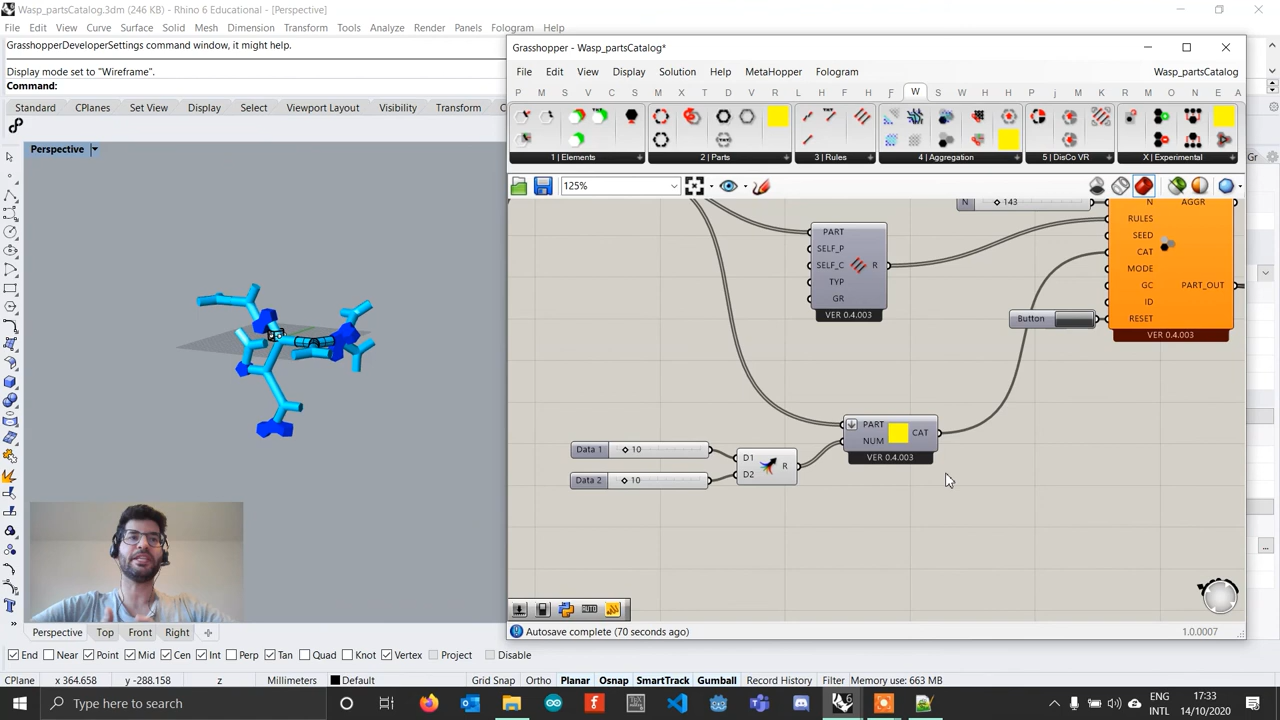 Wasp_partsCatalog.3dm (246 KB) - Rhino 6 Educational - [Perspective]
File Edit View Curve Surface Solid Mesh Dimension Transform Tools Analyze Render Panels Fologram Help
GrasshopperDeveloperSettings command window, it might help.
Display mode set to "Wireframe".
Command:
Standard CPlanes Set View Display Select Viewport Layout Visibility Transform
Perspective
Grasshopper - Wasp_partsCatalog*
File Edit View Display Solution Help MetaHopper Fologram Wasp_partsCatalog
P M S V C S M X T D V R L H F H F W S W H H P j M K R X H F E A
1 | Elements 2 | Parts 3 | Rules 4 | Aggregation 5 | DisCo VR X | Experimental
125%
N 143
N AGGR
RULES
SEED
CAT
MODE
GC PART_OUT
ID
RESET
VER 0.4.003
PART
SELF_P
SELF_C R
TYP
GR
VER 0.4.003
Button
PART CAT
NUM
VER 0.4.003
Data 1 10
Data 2 10
D1 R
D2
Autosave complete (70 seconds ago) 1.0.0007
Perspective Top Front Right
End Near Point Mid Cen Int Perp Tan Quad Knot Vertex Project Disable
CPlane x 364.658 y -288.158 z Millimeters Default Grid Snap Ortho Planar Osnap SmartTrack Gumball Record History Filter Memory use: 663 MB
Type here to search
ENG
INTL
17:33
14/10/2020